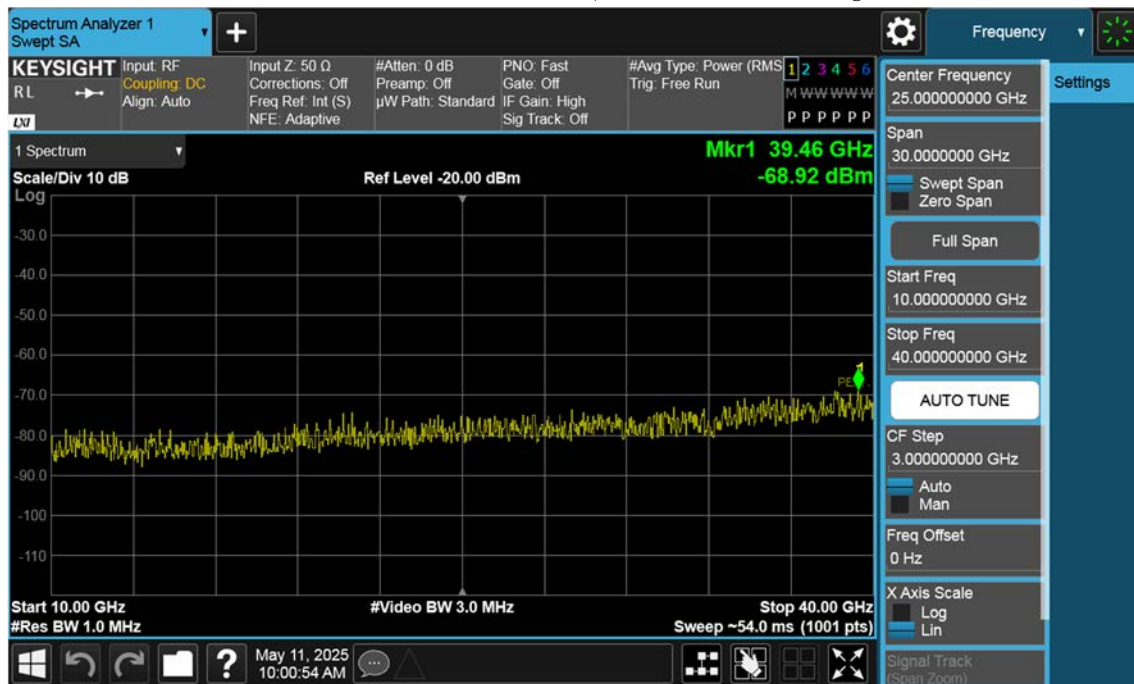 Spectrum Analyzer 1
Swept SA
Frequency
KEYSIGHT
RL
LXI
Input: RF
Coupling: DC
Align: Auto
Input Z: 50 Ω
Corrections: Off
Freq Ref: Int (S)
NFE: Adaptive
#Atten: 0 dB
Preamp: Off
µW Path: Standard
PNO: Fast
Gate: Off
IF Gain: High
Sig Track: Off
#Avg Type: Power (RMS
Trig: Free Run
1 2 3 4 5 6
M W W W W W
P P P P P P
1 Spectrum
Scale/Div 10 dB
Ref Level -20.00 dBm
Mkr1 39.46 GHz
-68.92 dBm
Log
-30.0
-40.0
-50.0
-60.0
-70.0
-80.0
-90.0
-100
-110
1
Start 10.00 GHz
#Video BW 3.0 MHz
Stop 40.00 GHz
#Res BW 1.0 MHz
Sweep ~54.0 ms (1001 pts)
?
May 11, 2025
10:00:54 AM
Center Frequency
25.000000000 GHz
Span
30.0000000 GHz
Swept Span
Zero Span
Full Span
Start Freq
10.000000000 GHz
Stop Freq
40.000000000 GHz
AUTO TUNE
CF Step
3.000000000 GHz
Auto
Man
Freq Offset
0 Hz
X Axis Scale
Log
Lin
Signal Track
(Span Zoom)
Settings